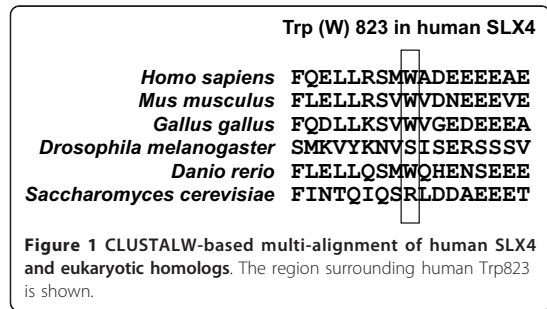 Trp (W) 823 in human SLX4
Homo sapiens FQELLRSMWADEEEEAE
Mus musculus FLELLRSVWVDNEEEVE
Gallus gallus FQDLLKSVWVGEDEEEA
Drosophila melanogaster SMKVYKNVSISERSSSV
Danio rerio FLELLQSMWQHENSEEE
Saccharomyces cerevisiae FINTQIQSRLDDAEEET
Figure 1 CLUSTALW-based multi-alignment of human SLX4
and eukaryotic homologs. The region surrounding human Trp823
is shown.